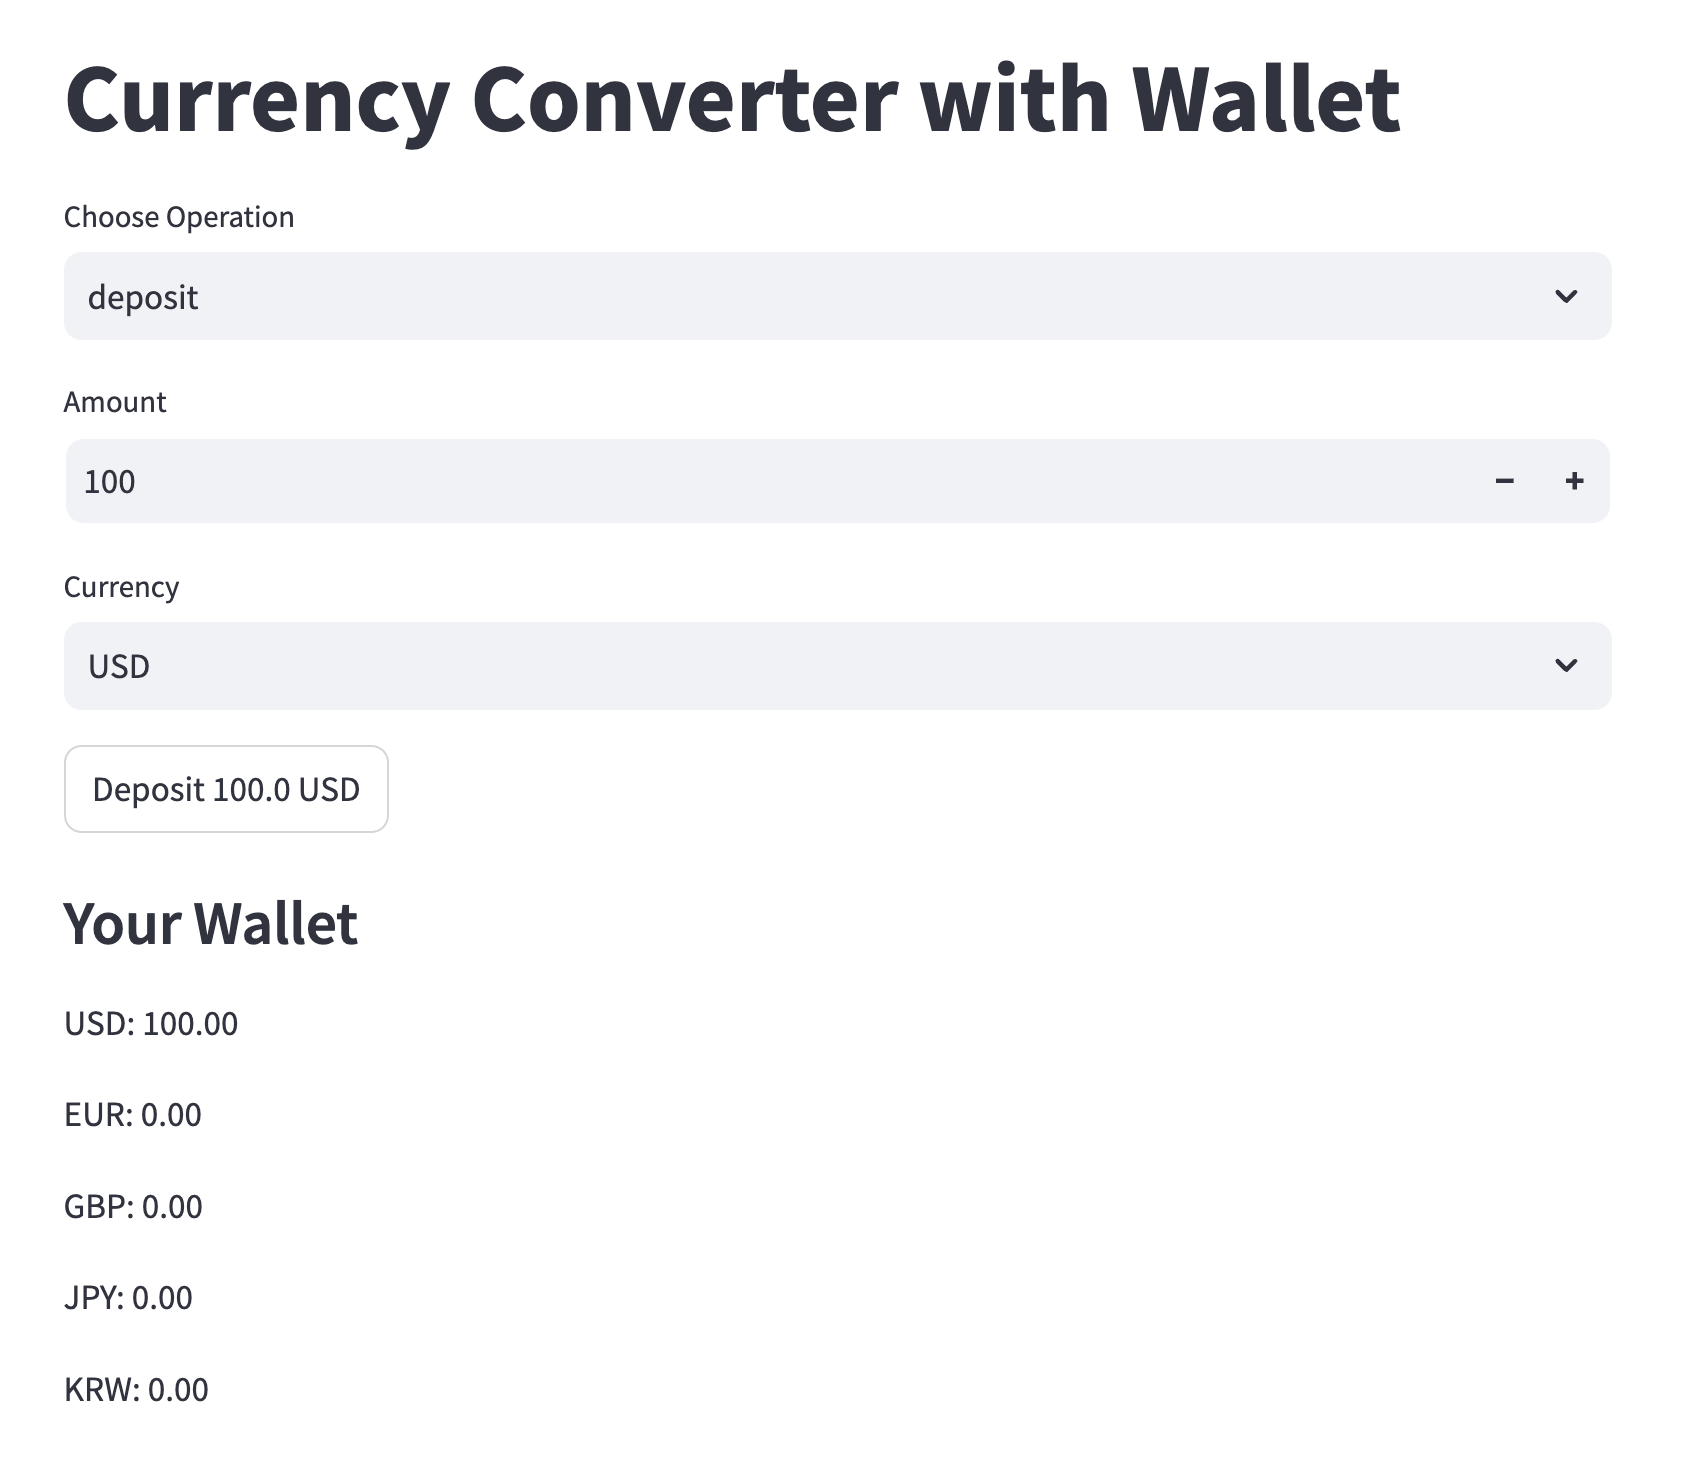 Currency Converter with Wallet
Choose Operation
deposit
Amount
100
Currency
USD
Deposit 100.0 USD
Your Wallet
USD: 100.00
EUR: 0.00
GBP: 0.00
JPY: 0.00
KRW: 0.00